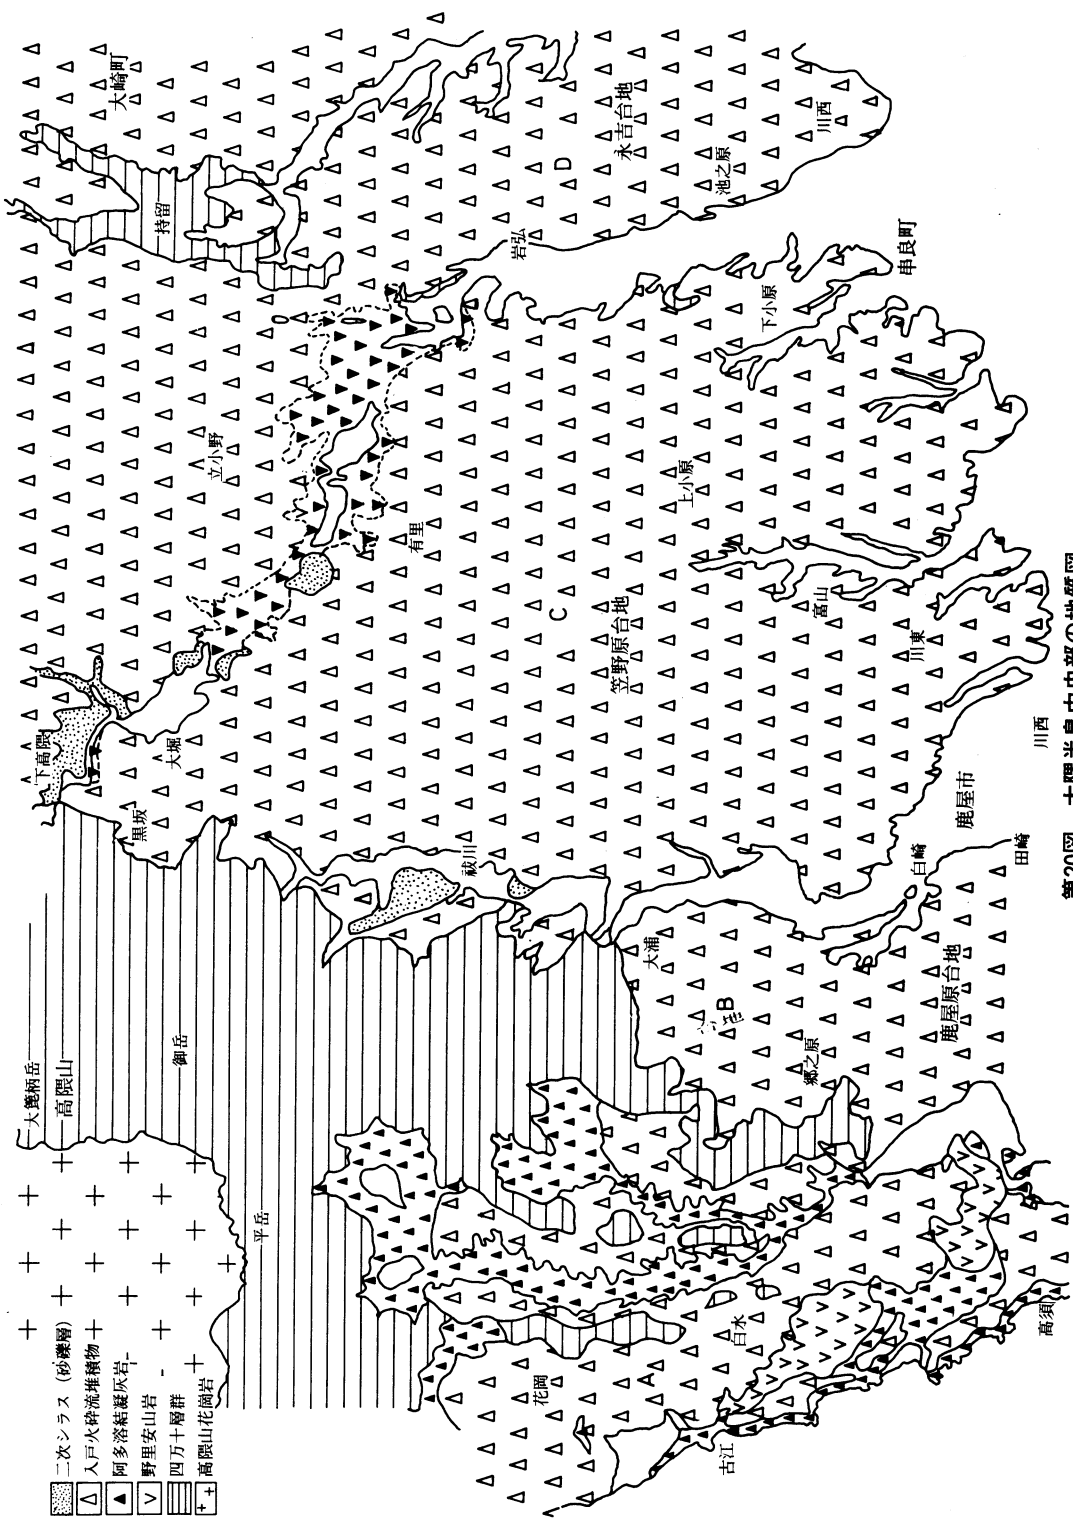 二次シラス(砂礫層)
入戸火砕流堆積物
阿多溶結凝灰岩
野里安山岩
四万十層群
高隈山花崗岩
大箆柄岳
高隈山
御岳
平岳
下高隈
黒坂
大堀
祓川
立小野
有里
大崎町
持留
岩弘
永吉台地
D
池之原
川西
下小原
串良町
上小原
C
笠野原台地
富山
川東
川西
鹿屋市
白崎
田崎
大浦
B
郷之原
鹿屋原台地
花岡
A
白水
古江
高須
第20図 大隅半島中央部の地質図